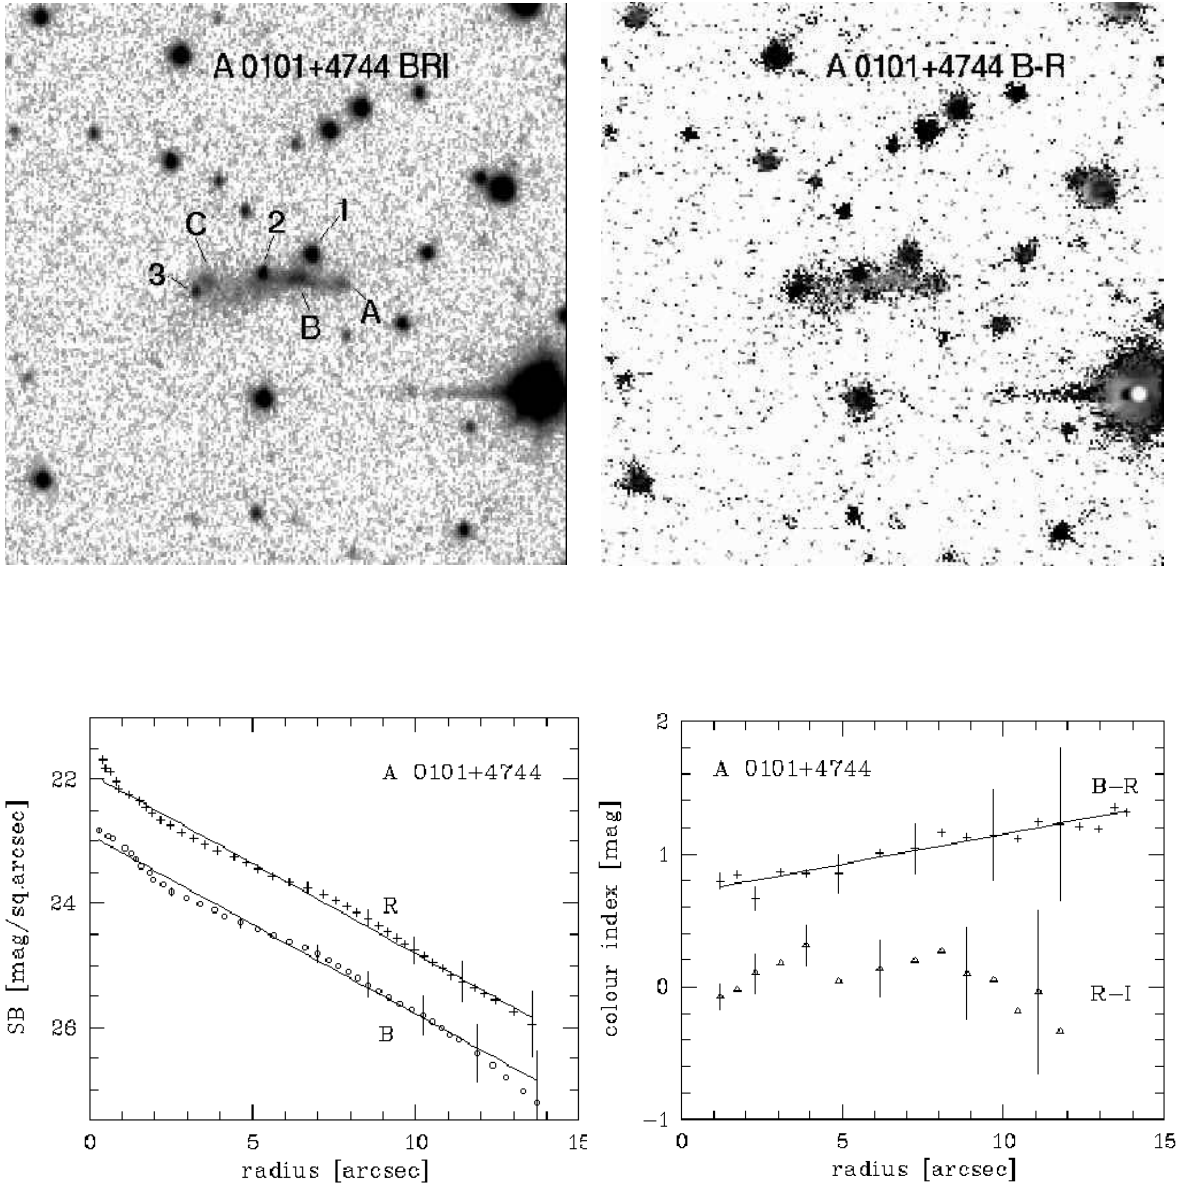 A 0101+4744 BRI
1
2
C
3
A
B
A 0101+4744 B-R
22
24
26
SB [mag/sq.arcsec]
A 0101+4744
R
B
0
5
10
15
radius [arcsec]
2
1
0
-1
colour index [mag]
A 0101+4744
B-R
R-I
0
5
10
15
radius [arcsec]